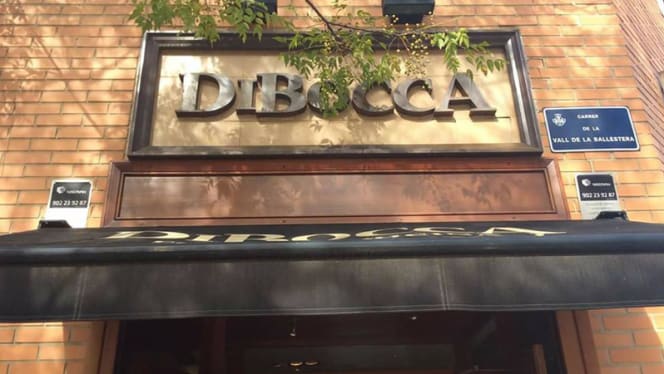 DIBOCCA
CARRER
DE LA
VALL DE LA BALLESTERA
902 23 92 87
902 23 92 87
DIBOCCA